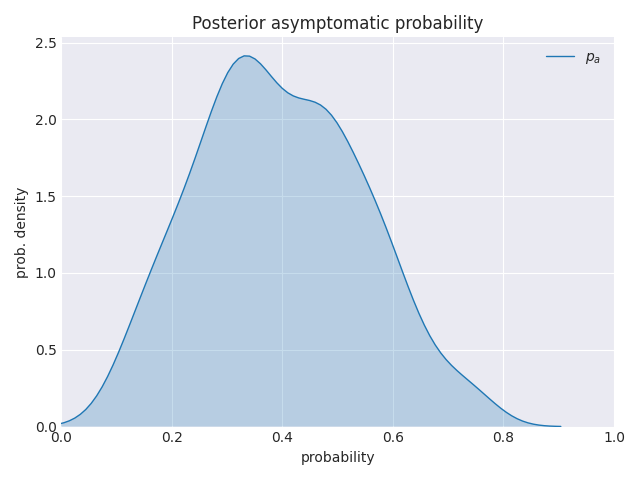 Posterior asymptomatic probability
2.5
2.0
1.5
1.0
0.5
0.0
prob. density
0.0 0.2 0.4 0.6 0.8 1.0
probability
pₐ